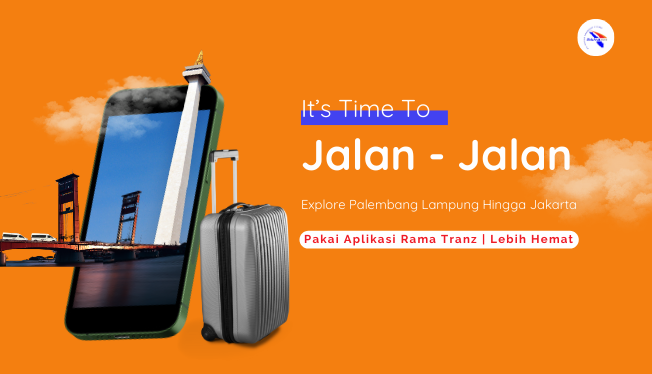 It's Time To
Jalan - Jalan
Explore Palembang Lampung Hingga Jakarta
Pakai Aplikasi Rama Tranz | Lebih Hemat